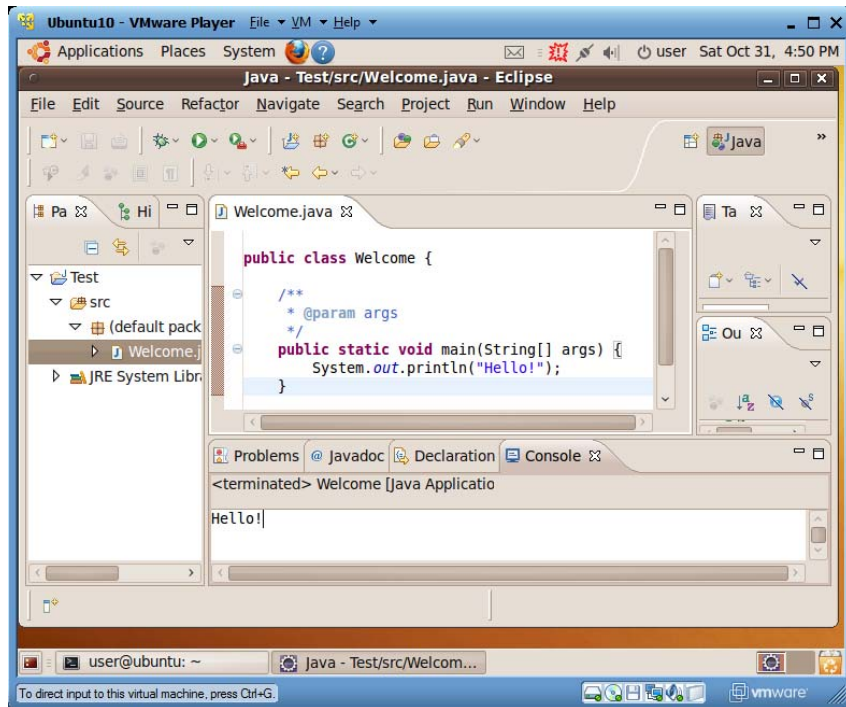 Ubuntu10 - VMware Player File VM Help
Applications Places System user Sat Oct 31, 4:50 PM
Java - Test/src/Welcome.java - Eclipse
File Edit Source Refactor Navigate Search Project Run Window Help
Java »
Pa Hi
Welcome.java
Ta
Test
src
(default pack
Welcome.j
JRE System Libr
public class Welcome {
/**
* @param args
*/
public static void main(String[] args) {
System.out.println("Hello!");
}
Ou
Problems @ Javadoc Declaration Console
<terminated> Welcome [Java Applicatio
Hello!
user@ubuntu: ~ Java - Test/src/Welcom...
To direct input to this virtual machine, press Ctrl+G. vmware